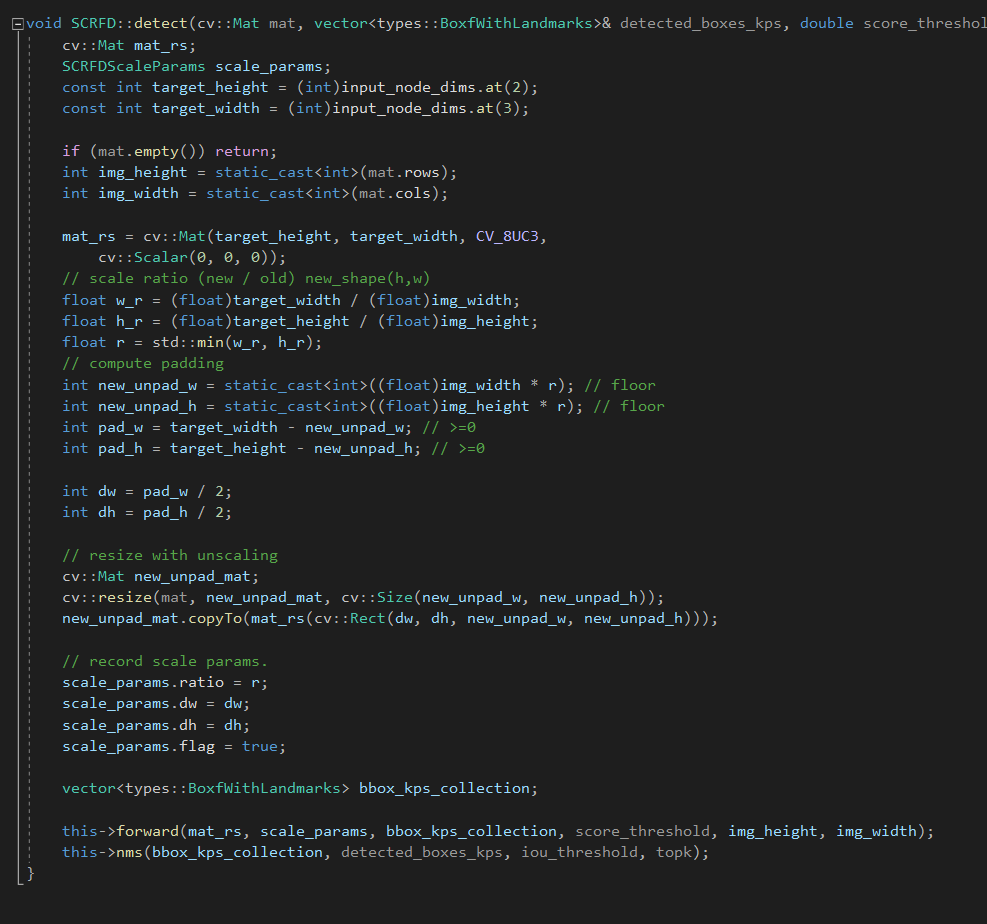 void SCRFD::detect(cv::Mat mat, vector<types::BoxfWithLandmarks>& detected_boxes_kps, double score_threshol
    cv::Mat mat_rs;
    SCRFDScaleParams scale_params;
    const int target_height = (int)input_node_dims.at(2);
    const int target_width = (int)input_node_dims.at(3);

    if (mat.empty()) return;
    int img_height = static_cast<int>(mat.rows);
    int img_width = static_cast<int>(mat.cols);

    mat_rs = cv::Mat(target_height, target_width, CV_8UC3,
        cv::Scalar(0, 0, 0));
    // scale ratio (new / old) new_shape(h,w)
    float w_r = (float)target_width / (float)img_width;
    float h_r = (float)target_height / (float)img_height;
    float r = std::min(w_r, h_r);
    // compute padding
    int new_unpad_w = static_cast<int>((float)img_width * r); // floor
    int new_unpad_h = static_cast<int>((float)img_height * r); // floor
    int pad_w = target_width - new_unpad_w; // >=0
    int pad_h = target_height - new_unpad_h; // >=0

    int dw = pad_w / 2;
    int dh = pad_h / 2;

    // resize with unscaling
    cv::Mat new_unpad_mat;
    cv::resize(mat, new_unpad_mat, cv::Size(new_unpad_w, new_unpad_h));
    new_unpad_mat.copyTo(mat_rs(cv::Rect(dw, dh, new_unpad_w, new_unpad_h)));

    // record scale params.
    scale_params.ratio = r;
    scale_params.dw = dw;
    scale_params.dh = dh;
    scale_params.flag = true;

    vector<types::BoxfWithLandmarks> bbox_kps_collection;

    this->forward(mat_rs, scale_params, bbox_kps_collection, score_threshold, img_height, img_width);
    this->nms(bbox_kps_collection, detected_boxes_kps, iou_threshold, topk);
}